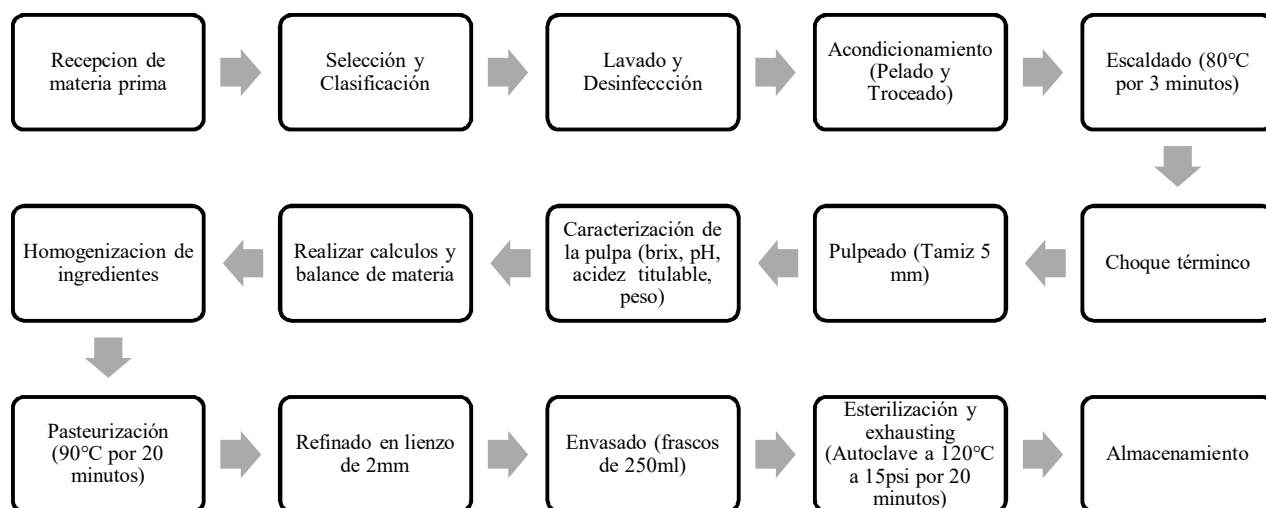 Recepcion de
materia prima
Selección y
Clasificación
Lavado y
Desinfeccción
Acondicionamiento
(Pelado y
Troceado)
Escaldado (80°C
por 3 minutos)
Choque términco
Pulpeado (Tamiz 5
mm)
Caracterización de
la pulpa (brix, pH,
acidez titulable,
peso)
Realizar calculos y
balance de materia
Homogenizacion de
ingredientes
Pasteurización
(90°C por 20
minutos)
Refinado en lienzo
de 2mm
Envasado (frascos
de 250ml)
Esterilización y
exhausting
(Autoclave a 120°C
a 15psi por 20
minutos)
Almacenamiento